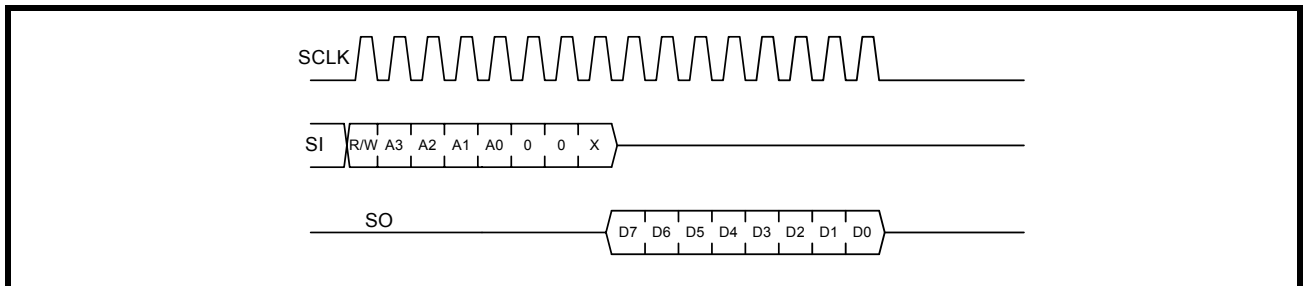 SCLK
SI R/W A3 A2 A1 A0 0 0 X
SO
D7 D6 D5 D4 D3 D2 D1 D0